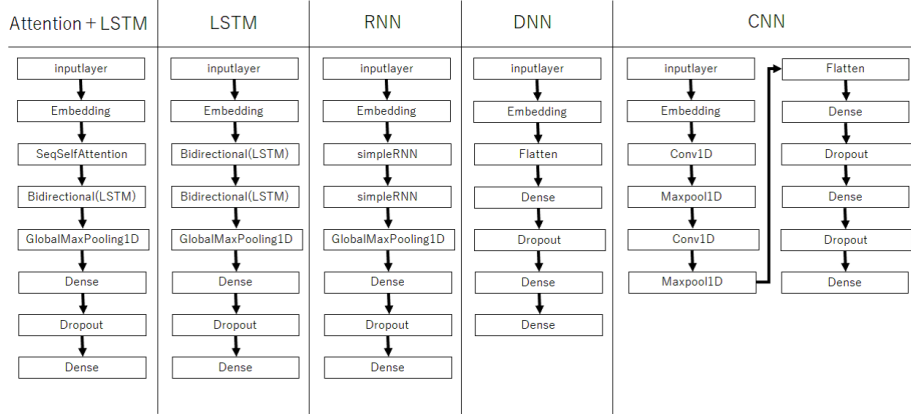 Attention+LSTM
inputlayer
Embedding
SeqSelfAttention
Bidirectional(LSTM)
GlobalMaxPooling1D
Dense
Dropout
Dense
LSTM
inputlayer
Embedding
Bidirectional(LSTM)
Bidirectional(LSTM)
GlobalMaxPooling1D
Dense
Dropout
Dense
RNN
inputlayer
Embedding
simpleRNN
simpleRNN
GlobalMaxPooling1D
Dense
Dropout
Dense
DNN
inputlayer
Embedding
Flatten
Dense
Dropout
Dense
Dense
CNN
inputlayer
Embedding
Conv1D
Maxpool1D
Conv1D
Maxpool1D
Flatten
Dense
Dropout
Dense
Dropout
Dense